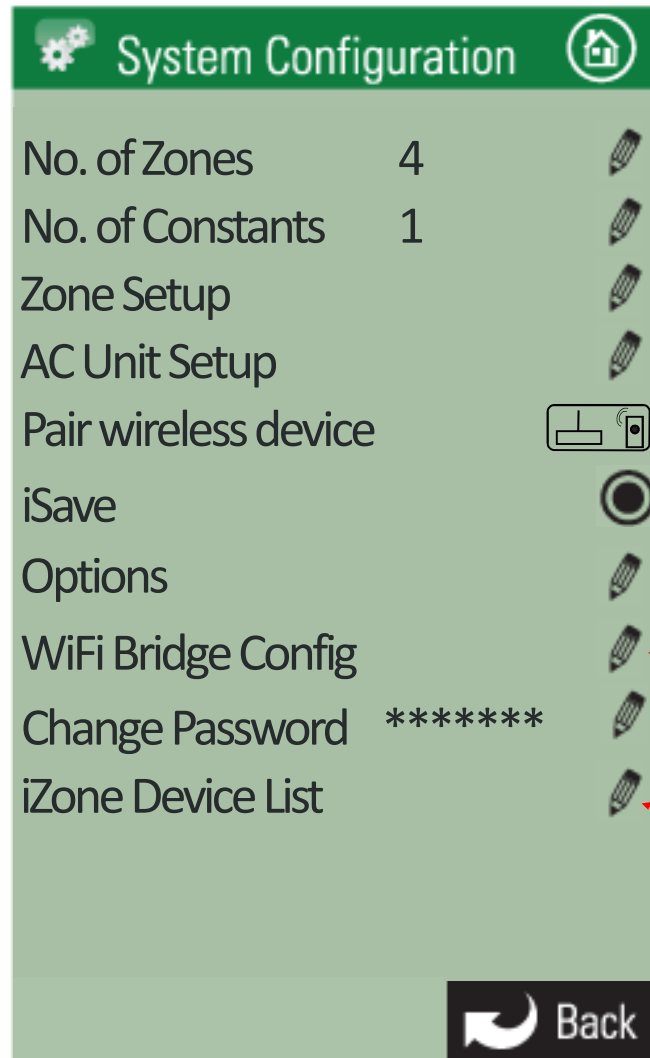 System Configuration
No. of Zones 4
No. of Constants 1
Zone Setup
AC Unit Setup
Pair wireless device
iSave
Options
WiFi Bridge Config
Change Password *******
iZone Device List
Back